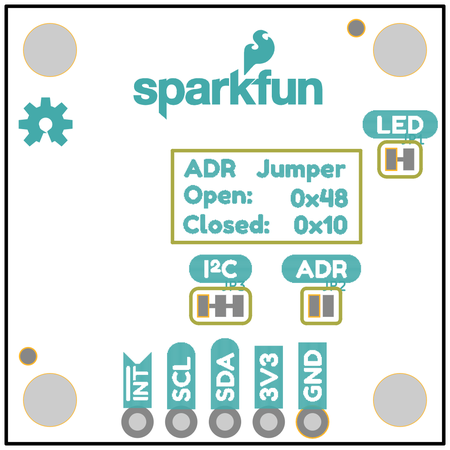 sparkfun
LED
JP1
ADR Jumper
Open: 0x48
Closed: 0x10
I²C ADR
JP3 JP2
INT SCL SDA 3V3 GND